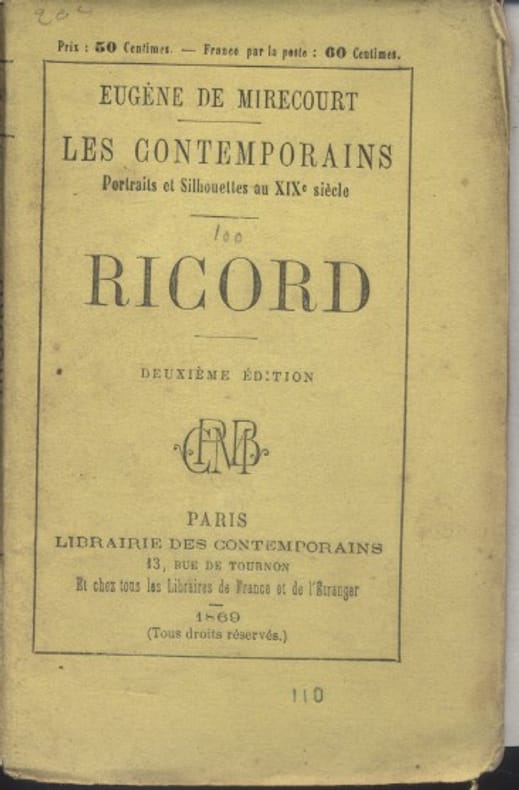 202
Prix : 50 Centimes. — Franco par la poste : 60 Centimes.
EUGÈNE DE MIRECOURT
LES CONTEMPORAINS
Portraits et Silhouettes au XIXe siècle
100
RICORD
DEUXIÈME ÉDITION
PARIS
LIBRAIRIE DES CONTEMPORAINS
13, RUE DE TOURNON
Et chez tous les Libraires de France et de l'Étranger
1869
(Tous droits réservés.)
110